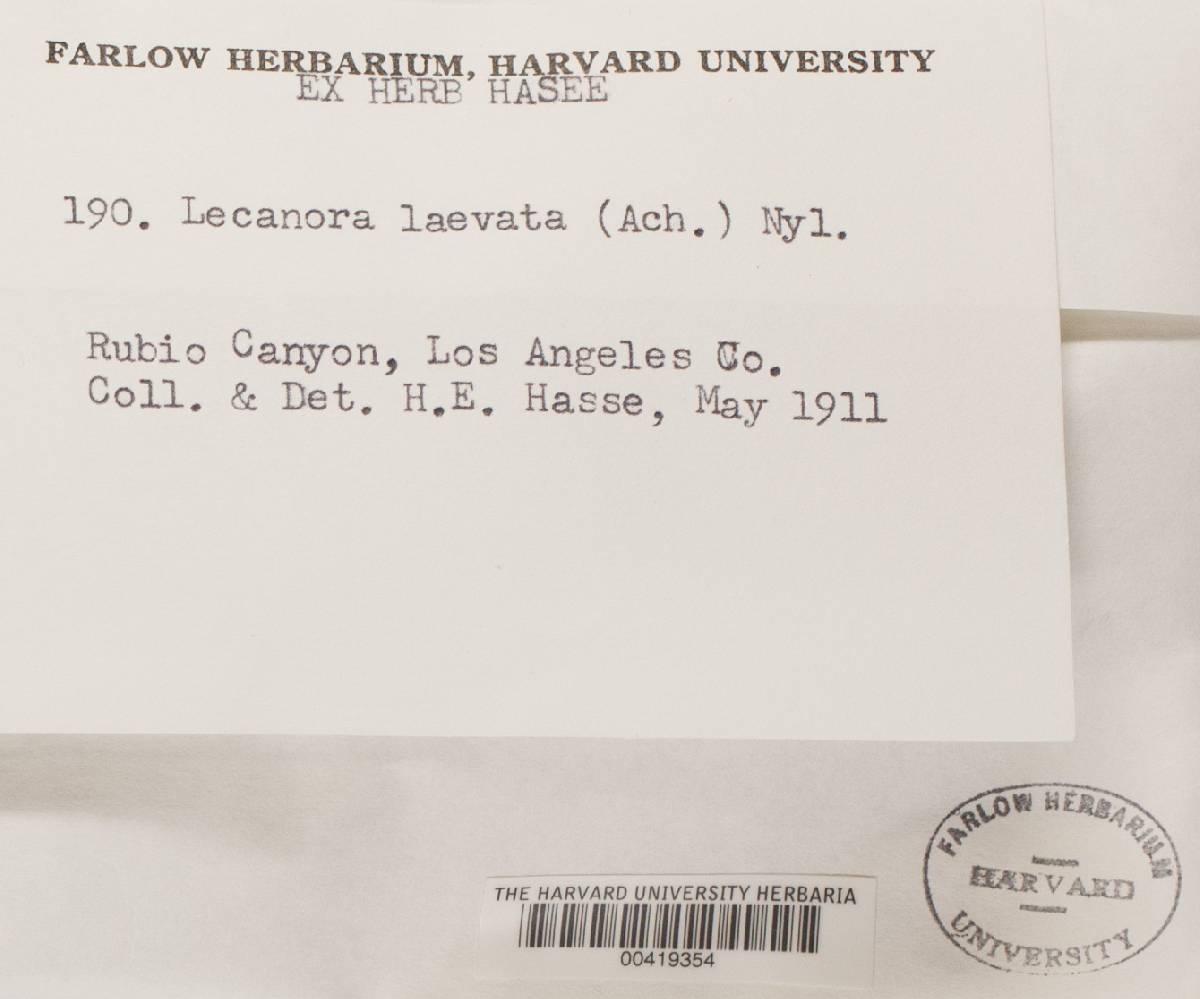 FARLOW HERBARIUM, HARVARD UNIVERSITY
EX HERB HASEE
190. Lecanora laevata (Ach.) Nyl.
Rubio Canyon, Los Angeles Co.
Coll. & Det. H.E. Hasse, May 1911
FARLOW HERBARIUM
HARVARD
UNIVERSITY
THE HARVARD UNIVERSITY HERBARIA
00419354